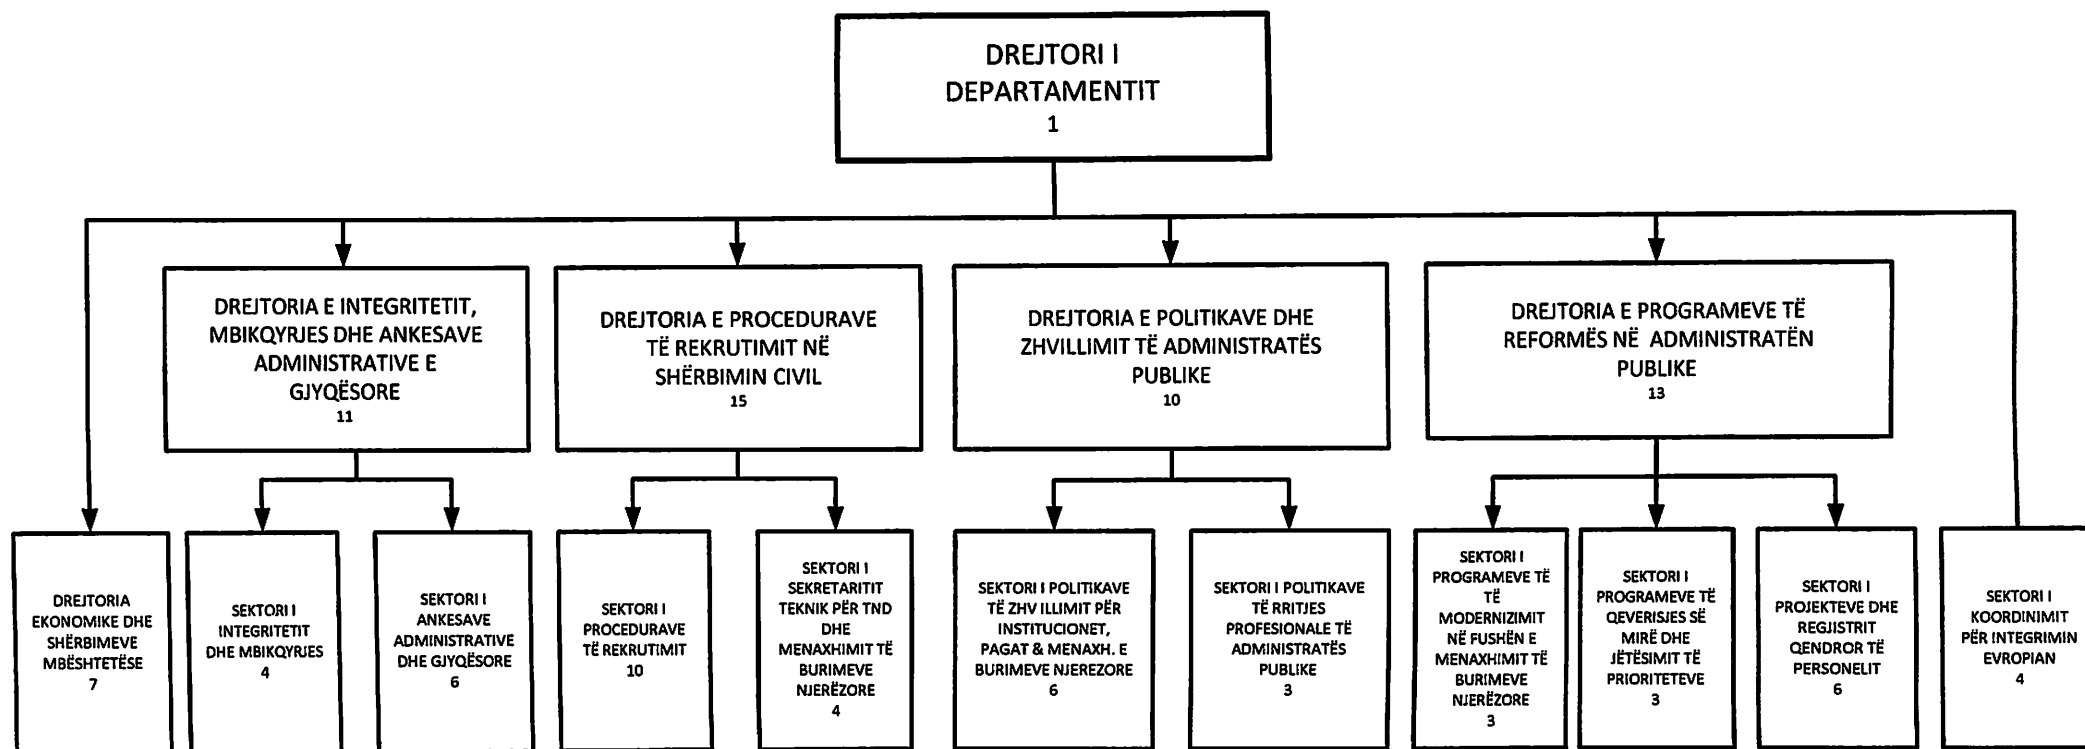 DREJTORI I
DEPARTAMENTIT
1
DREJTORIA E INTEGRITETIT,
MBIKQYRJES DHE ANKESAVE
ADMINISTRATIVE E
GJYQËSORE
11
DREJTORIA E PROCEDURAVE
TË REKRUTIMIT NË
SHËRBIMIN CIVIL
15
DREJTORIA E POLITIKAVE DHE
ZHVILLIMIT TË ADMINISTRATËS
PUBLIKE
10
DREJTORIA E PROGRAMEVE TË
REFORMËS NË ADMINISTRATËN
PUBLIKE
13
DREJTORIA
EKONOMIKE DHE
SHËRBIMEVE
MBËSHTETËSE
7
SEKTORI I
INTEGRITETIT
DHE MBIKQYRJES
4
SEKTORI I
ANKESAVE
ADMINISTRATIVE
DHE GJYQËSORE
6
SEKTORI I
PROCEDURAVE
TË REKRUTIMIT
10
SEKTORI I
SEKRETARITIT
TEKNIK PËR TND
DHE
MENAXHIMIT TË
BURIMEVE
NJERËZORE
4
SEKTORI I POLITIKAVE
TË ZHV ILLIMIT PËR
INSTITUCIONET,
PAGAT & MENAXH. E
BURIMEVE NJEREZORE
6
SEKTORI I POLITIKAVE
TË RRITJES
PROFESIONALE TË
ADMINISTRATËS
PUBLIKE
3
SEKTORI I
PROGRAMEVE TË
TË
MODERNIZIMIT
NË FUSHËN E
MENAXHIMIT TË
BURIMEVE
NJERËZORE
3
SEKTORI I
PROGRAMEVE TË
QEVERISJES SË
MIRË DHE
JËTËSIMIT TË
PRIORITETEVE
3
SEKTORI I
PROJEKTEVE DHE
REGJISTRIT
QENDROR TË
PERSONELIT
6
SEKTORI I
KOORDINIMIT
PËR INTEGRIMIN
EVROPIAN
4